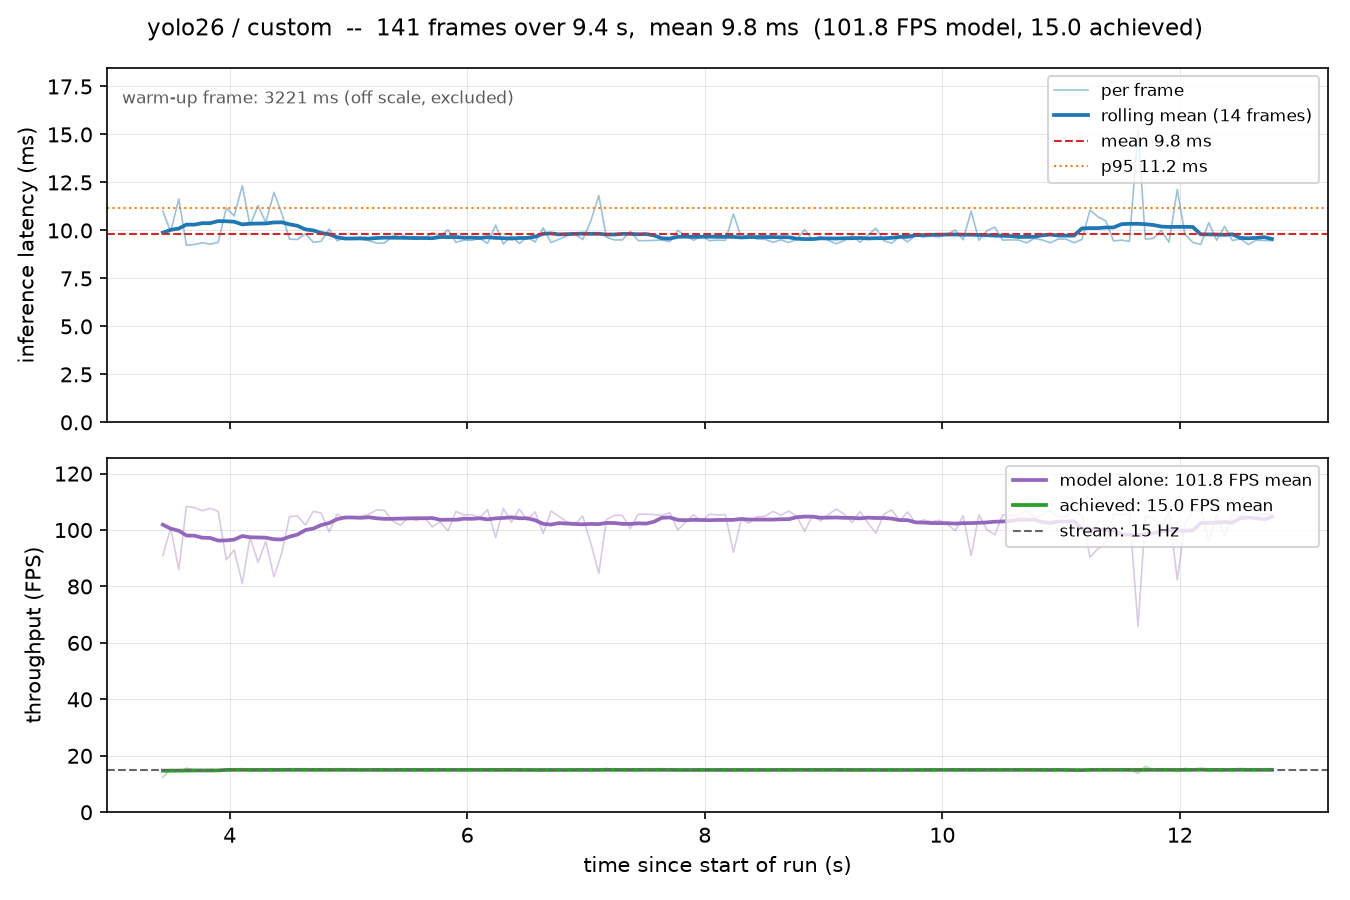 yolo26 / custom  --  141 frames over 9.4 s,  mean 9.8 ms  (101.8 FPS model, 15.0 achieved)
inference latency (ms)
17.5
15.0
12.5
10.0
7.5
5.0
2.5
0.0
warm-up frame: 3221 ms (off scale, excluded)
per frame
rolling mean (14 frames)
mean 9.8 ms
p95 11.2 ms
throughput (FPS)
120
100
80
60
40
20
0
model alone: 101.8 FPS mean
achieved: 15.0 FPS mean
stream: 15 Hz
4 6 8 10 12
time since start of run (s)